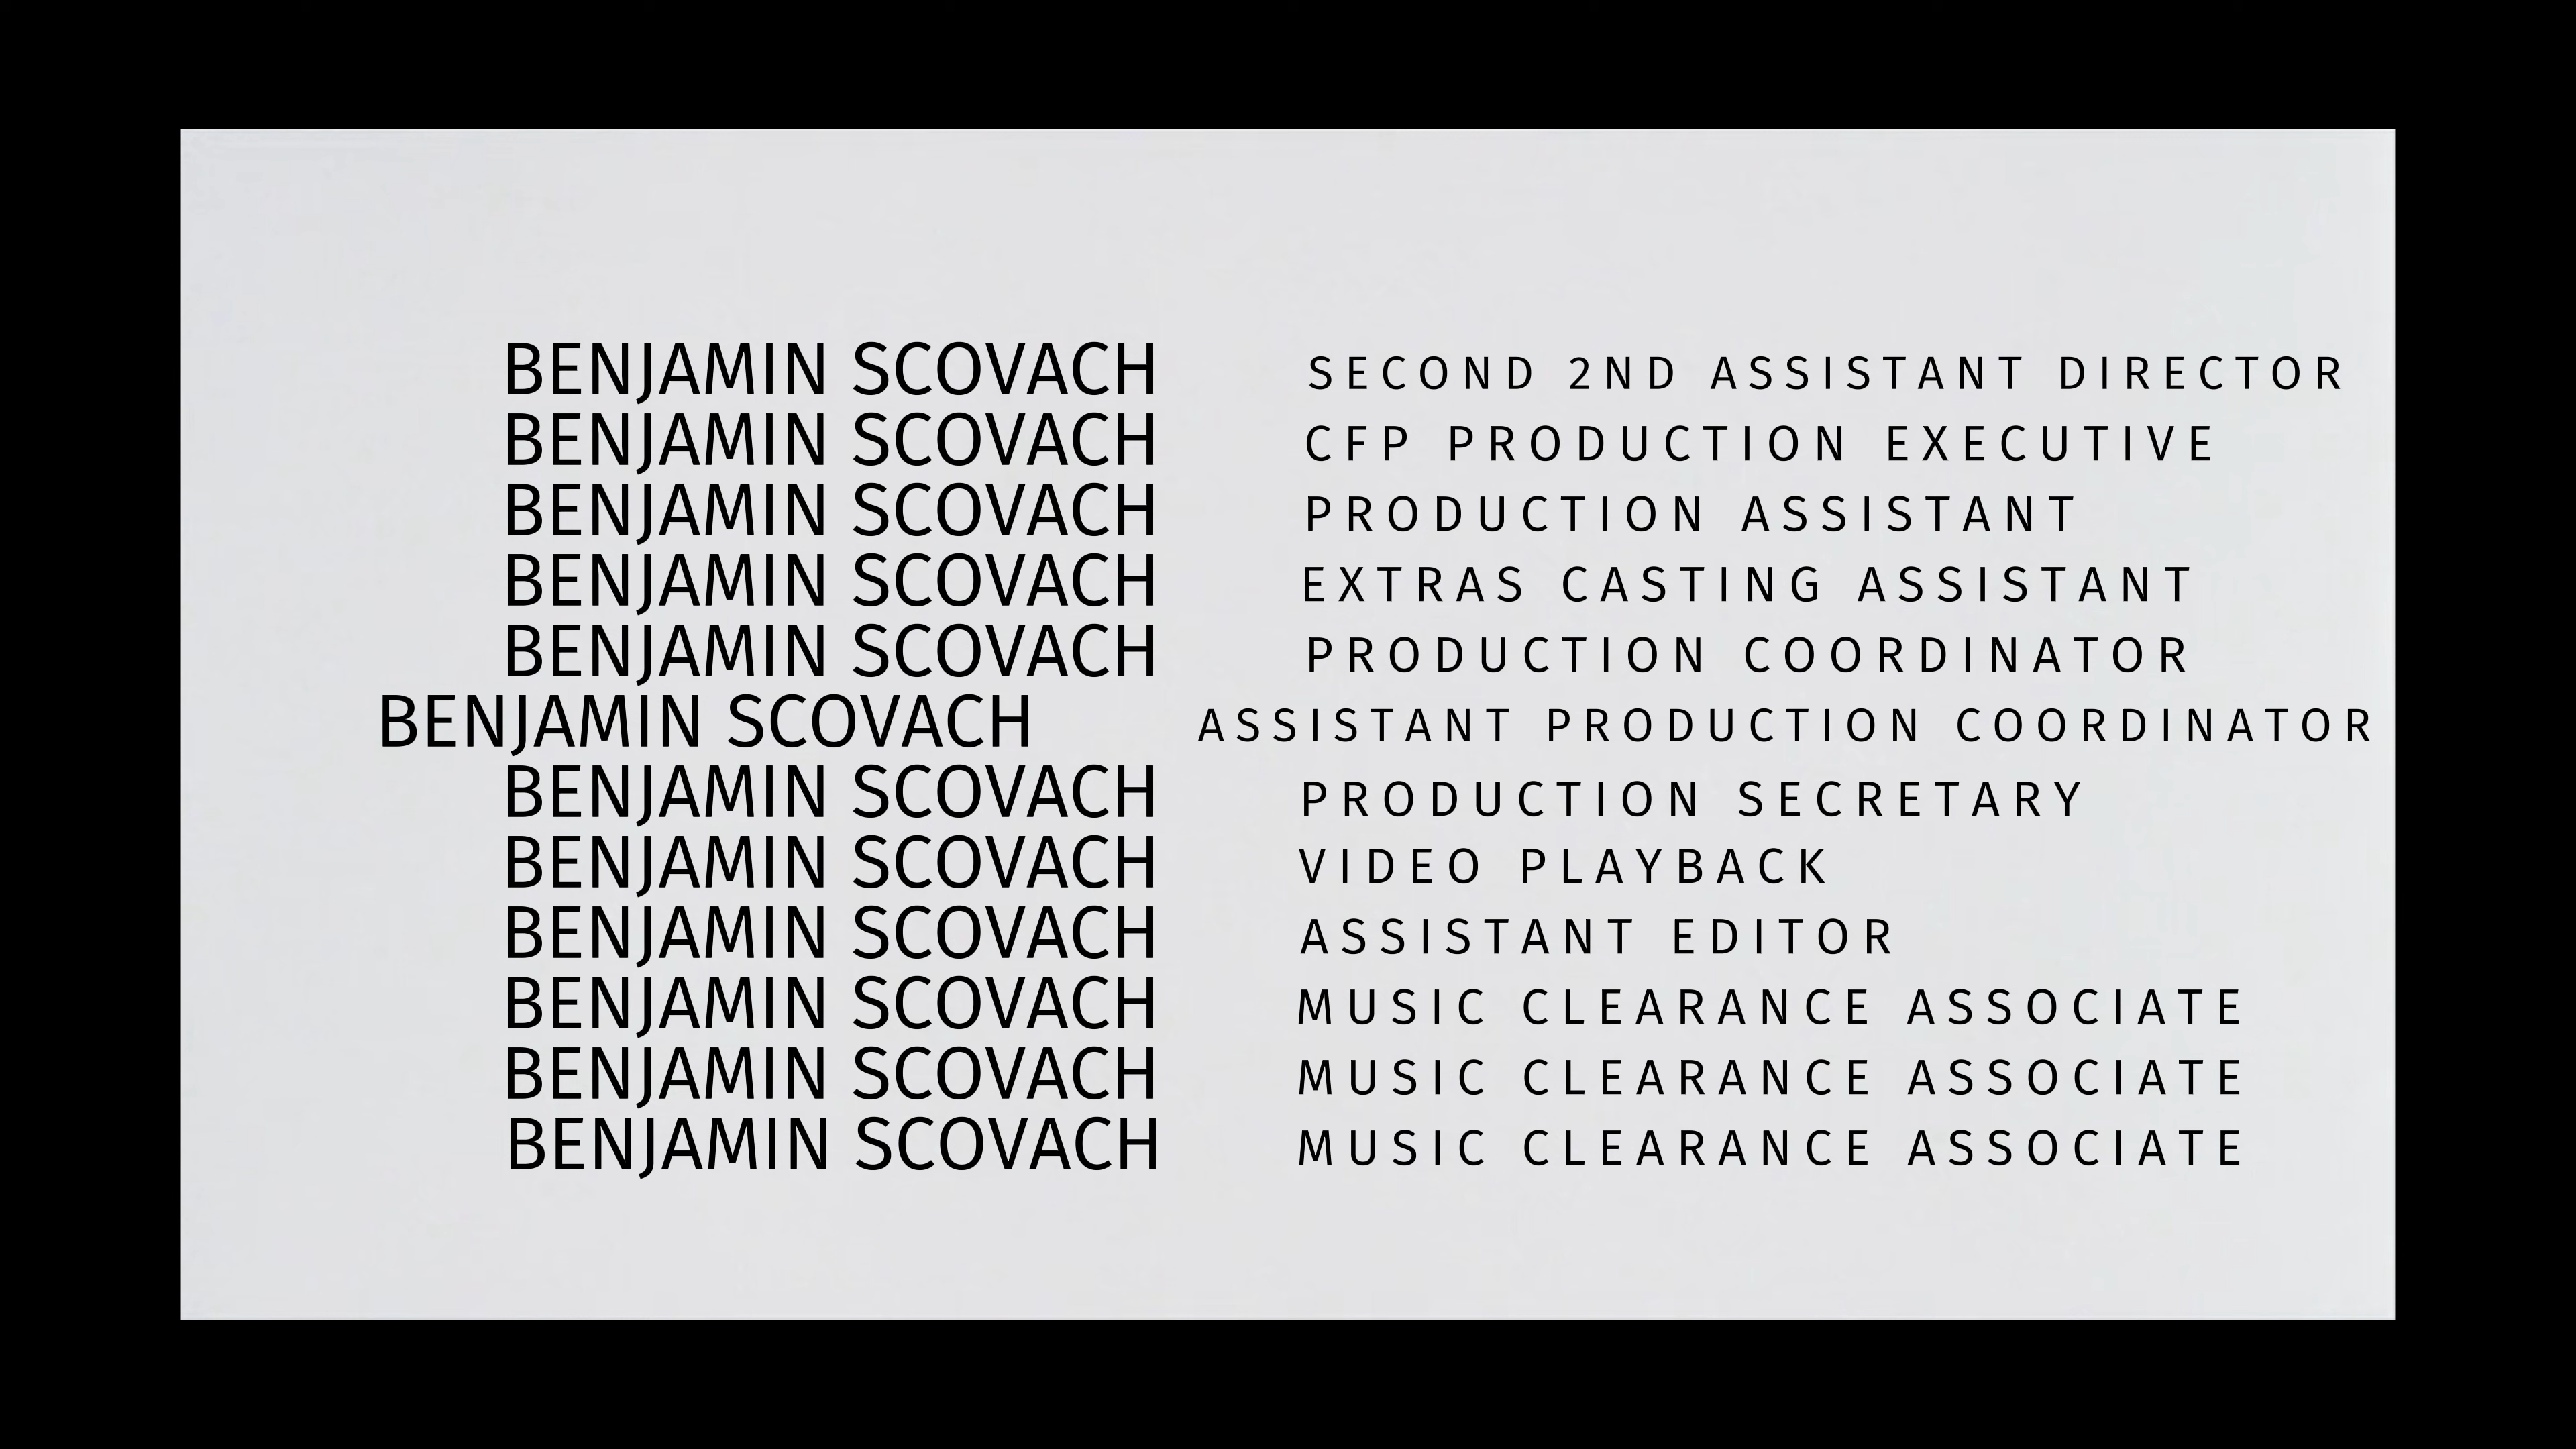 BENJAMIN SCOVACH SECOND 2ND ASSISTANT DIRECTOR
BENJAMIN SCOVACH CFP PRODUCTION EXECUTIVE
BENJAMIN SCOVACH PRODUCTION ASSISTANT
BENJAMIN SCOVACH EXTRAS CASTING ASSISTANT
BENJAMIN SCOVACH PRODUCTION COORDINATOR
BENJAMIN SCOVACH ASSISTANT PRODUCTION COORDINATOR
BENJAMIN SCOVACH PRODUCTION SECRETARY
BENJAMIN SCOVACH VIDEO PLAYBACK
BENJAMIN SCOVACH ASSISTANT EDITOR
BENJAMIN SCOVACH MUSIC CLEARANCE ASSOCIATE
BENJAMIN SCOVACH MUSIC CLEARANCE ASSOCIATE
BENJAMIN SCOVACH MUSIC CLEARANCE ASSOCIATE